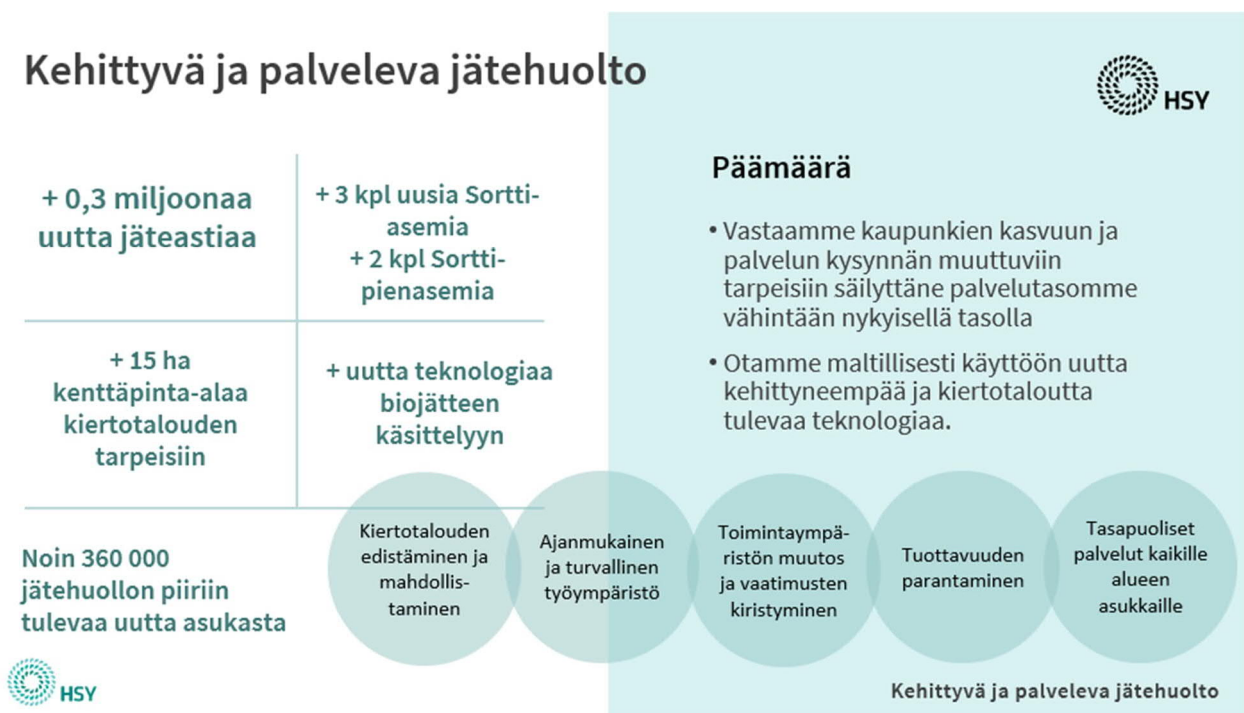 Kehittyvä ja palveleva jätehuolto
HSY
+ 0,3 miljoonaa
uutta jäteastiaa
+ 3 kpl uusia Sortti-
asemia
+ 2 kpl Sortti-
pienasemia
+ 15 ha
kenttäpinta-alaa
kiertotalouden
tarpeisiin
+ uutta teknologiaa
biojätteen
käsittelyyn
Noin 360 000
jätehuollon piiriin
tulevaa uutta asukasta
Päämäärä
• Vastaamme kaupunkien kasvuun ja
palvelun kysynnän muuttuviin
tarpeisiin säilyttäne palvelutasomme
vähintään nykyisellä tasolla
• Otamme maltillisesti käyttöön uutta
kehittyneempää ja kiertotaloutta
tulevaa teknologiaa.
Kiertotalouden
edistäminen ja
mahdollis-
taminen
Ajanmukainen
ja turvallinen
työympäristö
Toimintaympä-
ristön muutos
ja vaatimusten
kiristyminen
Tuottavuuden
parantaminen
Tasapuoliset
palvelut kaikille
alueen
asukkaille
HSY
Kehittyvä ja palveleva jätehuolto